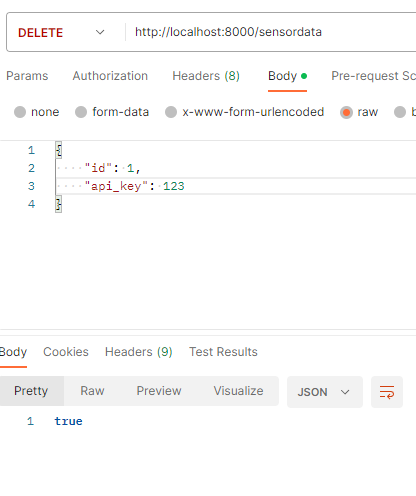 DELETE http://localhost:8000/sensordata
Params Authorization Headers (8) Body Pre-request Sc
none form-data x-www-form-urlencoded raw b
1 {
2 "id": 1,
3 "api_key": 123
4 }
Body Cookies Headers (9) Test Results
Pretty Raw Preview Visualize JSON
1 true